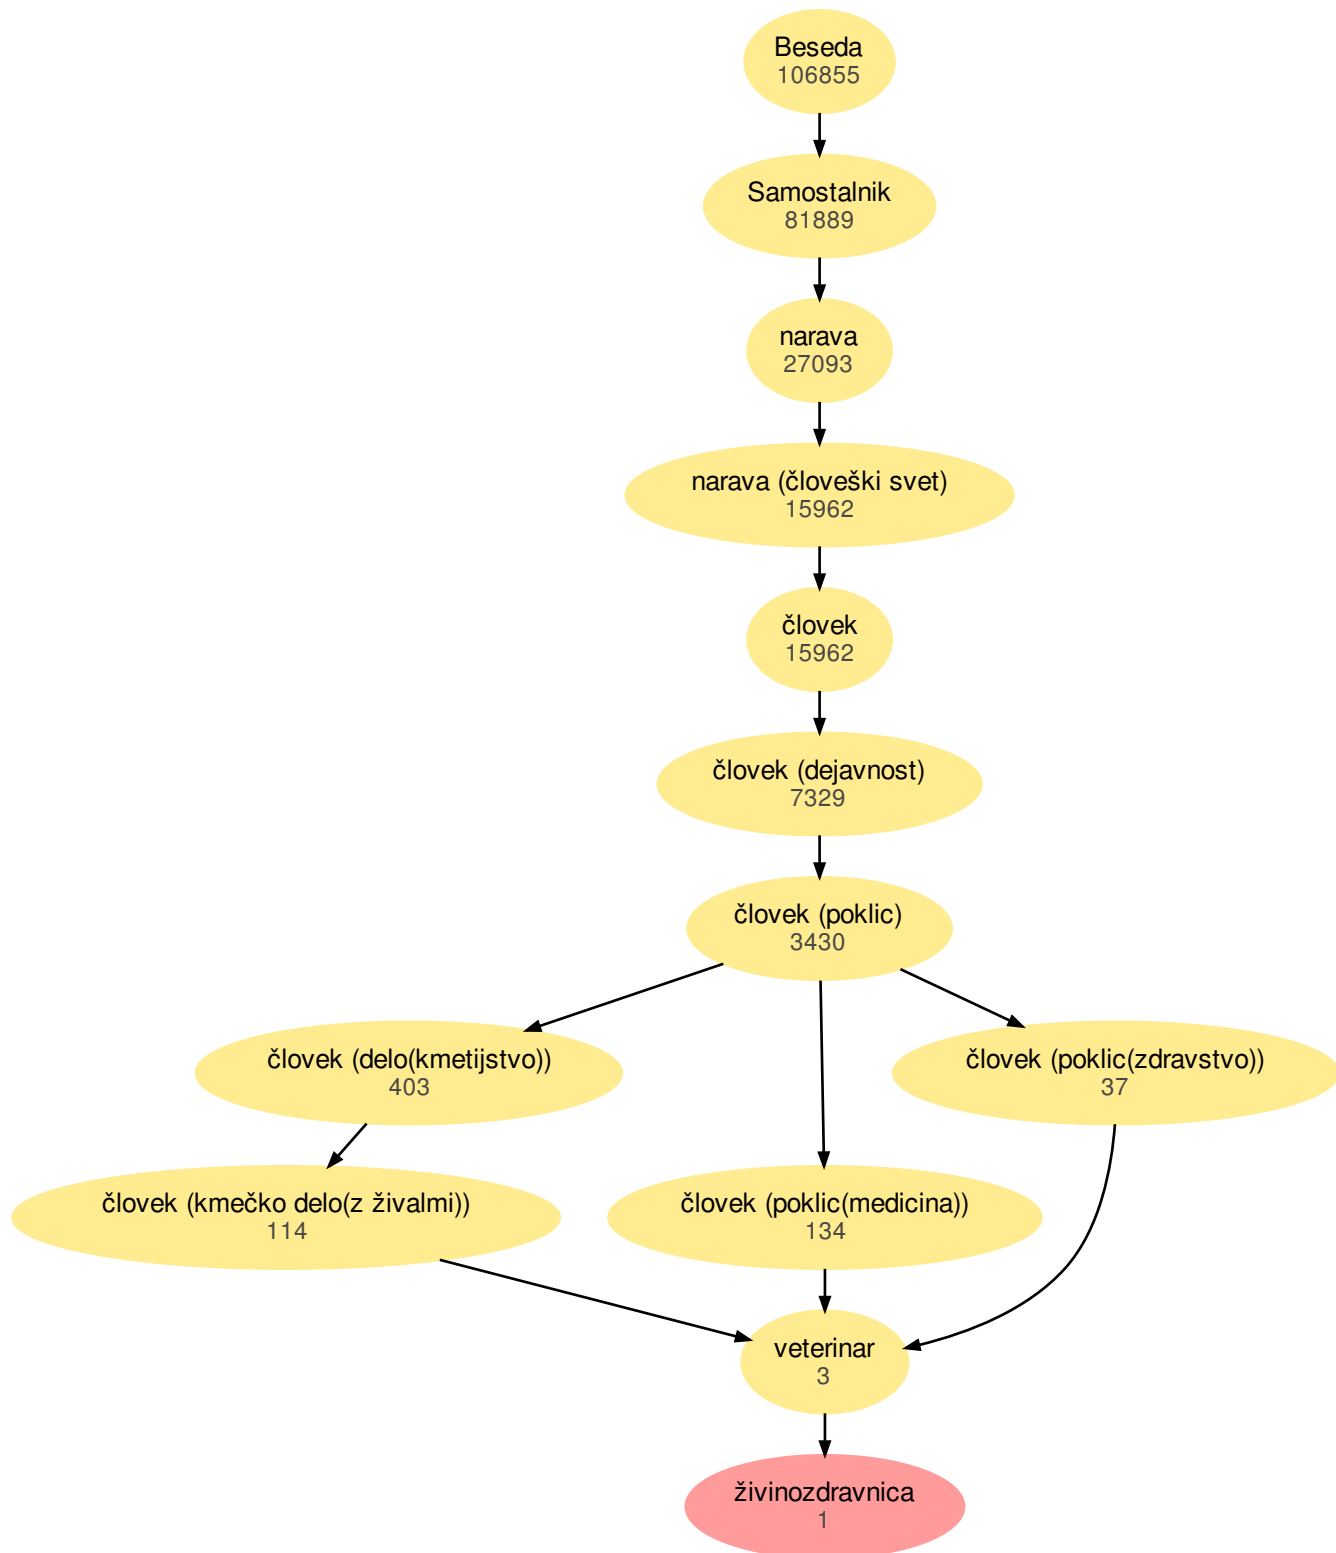 Beseda
106855
Samostalnik
81889
narava
27093
narava (človeški svet)
15962
človek
15962
človek (dejavnost)
7329
človek (poklic)
3430
človek (delo(kmetijstvo))
403
človek (poklic(zdravstvo))
37
človek (kmečko delo(z živalmi))
114
človek (poklic(medicina))
134
veterinar
3
živinozdravnica
1